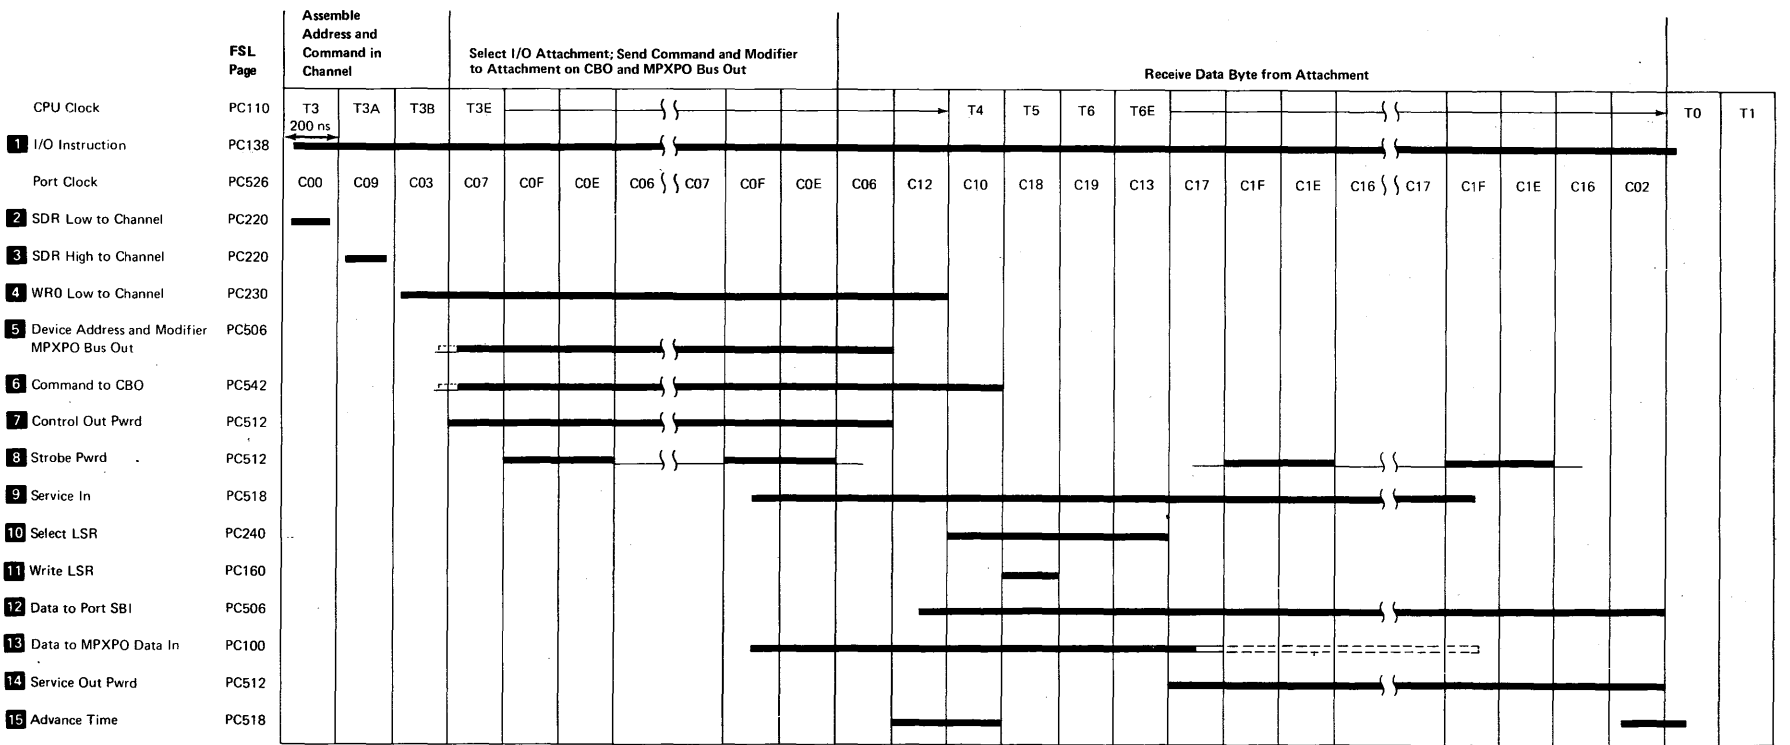 Assemble
Address and
Command in
Channel
FSL
Page
Select I/O Attachment; Send Command and Modifier
to Attachment on CBO and MPXPO Bus Out
Receive Data Byte from Attachment
CPU Clock PC110 T3 T3A T3B T3E T4 T5 T6 T6E T0 T1
200 ns
1 I/O Instruction PC138
Port Clock PC526 C00 C09 C03 C07 C0F C0E C06 C07 C0F C0E C06 C12 C10 C18 C19 C13 C17 C1F C1E C16 C17 C1F C1E C16 C02
2 SDR Low to Channel PC220
3 SDR High to Channel PC220
4 WR0 Low to Channel PC230
5 Device Address and Modifier PC506
MPXPO Bus Out
6 Command to CBO PC542
7 Control Out Pwrd PC512
8 Strobe Pwrd PC512
9 Service In PC518
10 Select LSR PC240
11 Write LSR PC160
12 Data to Port SBI PC506
13 Data to MPXPO Data In PC100
14 Service Out Pwrd PC512
15 Advance Time PC518